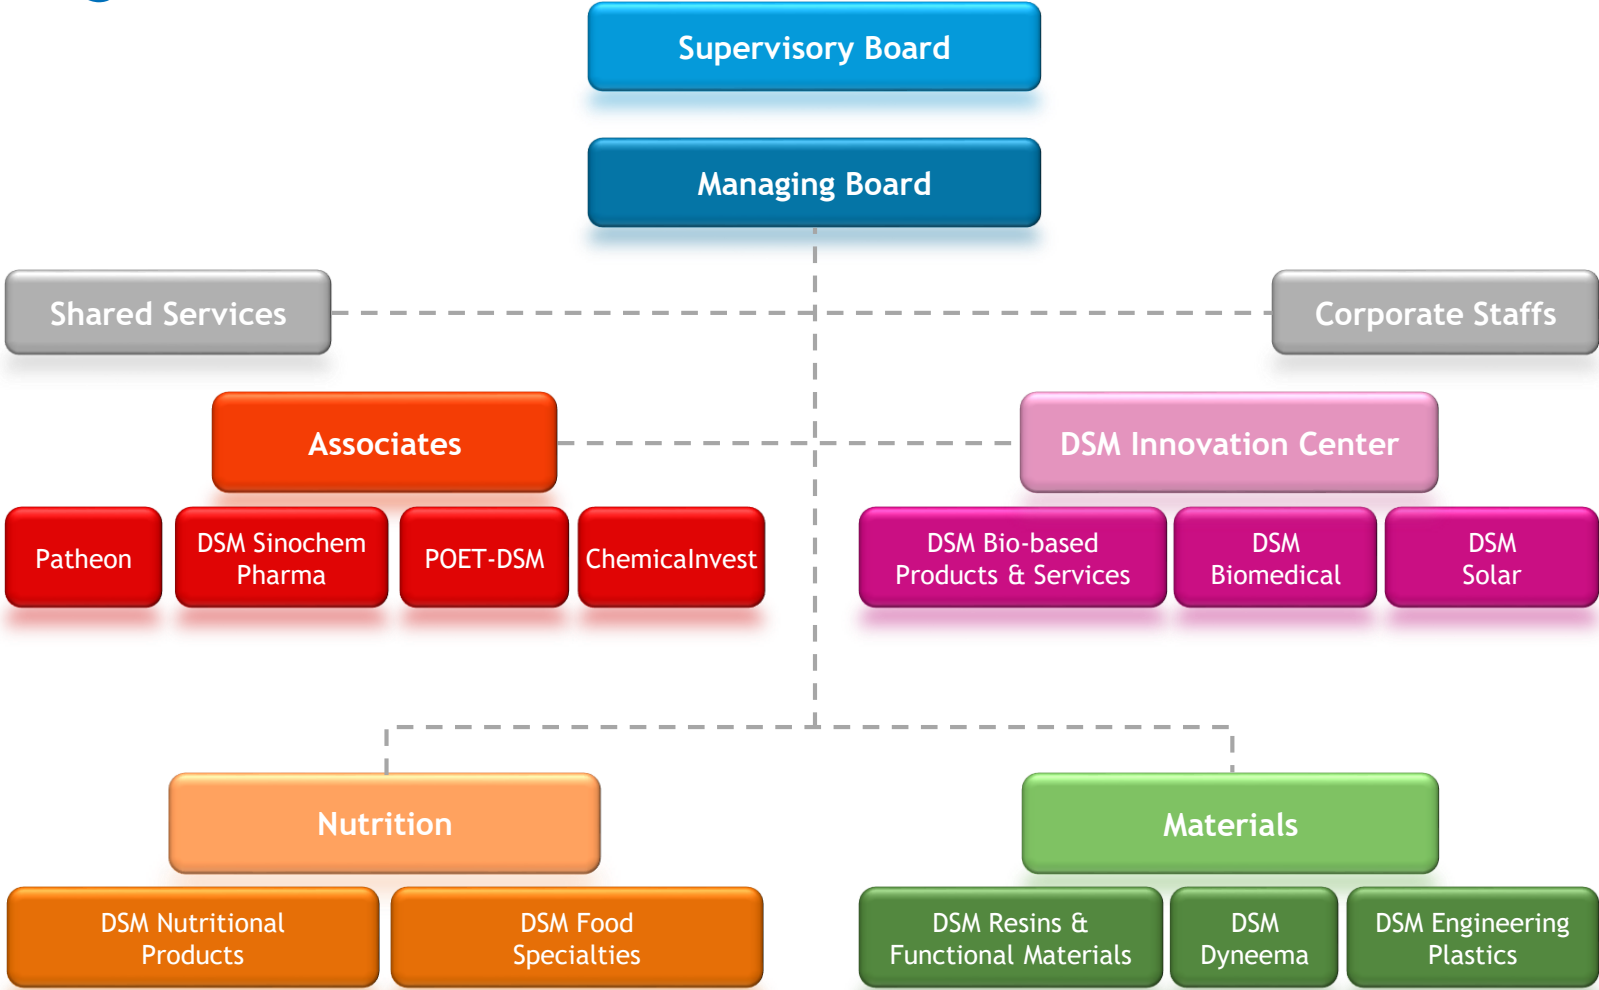 Supervisory Board
Managing Board
Shared Services
Corporate Staffs
Associates
DSM Innovation Center
Patheon
DSM Sinochem
Pharma
POET-DSM
ChemicaInvest
DSM Bio-based
Products & Services
DSM
Biomedical
DSM
Solar
Nutrition
Materials
DSM Nutritional
Products
DSM Food
Specialties
DSM Resins &
Functional Materials
DSM
Dyneema
DSM Engineering
Plastics